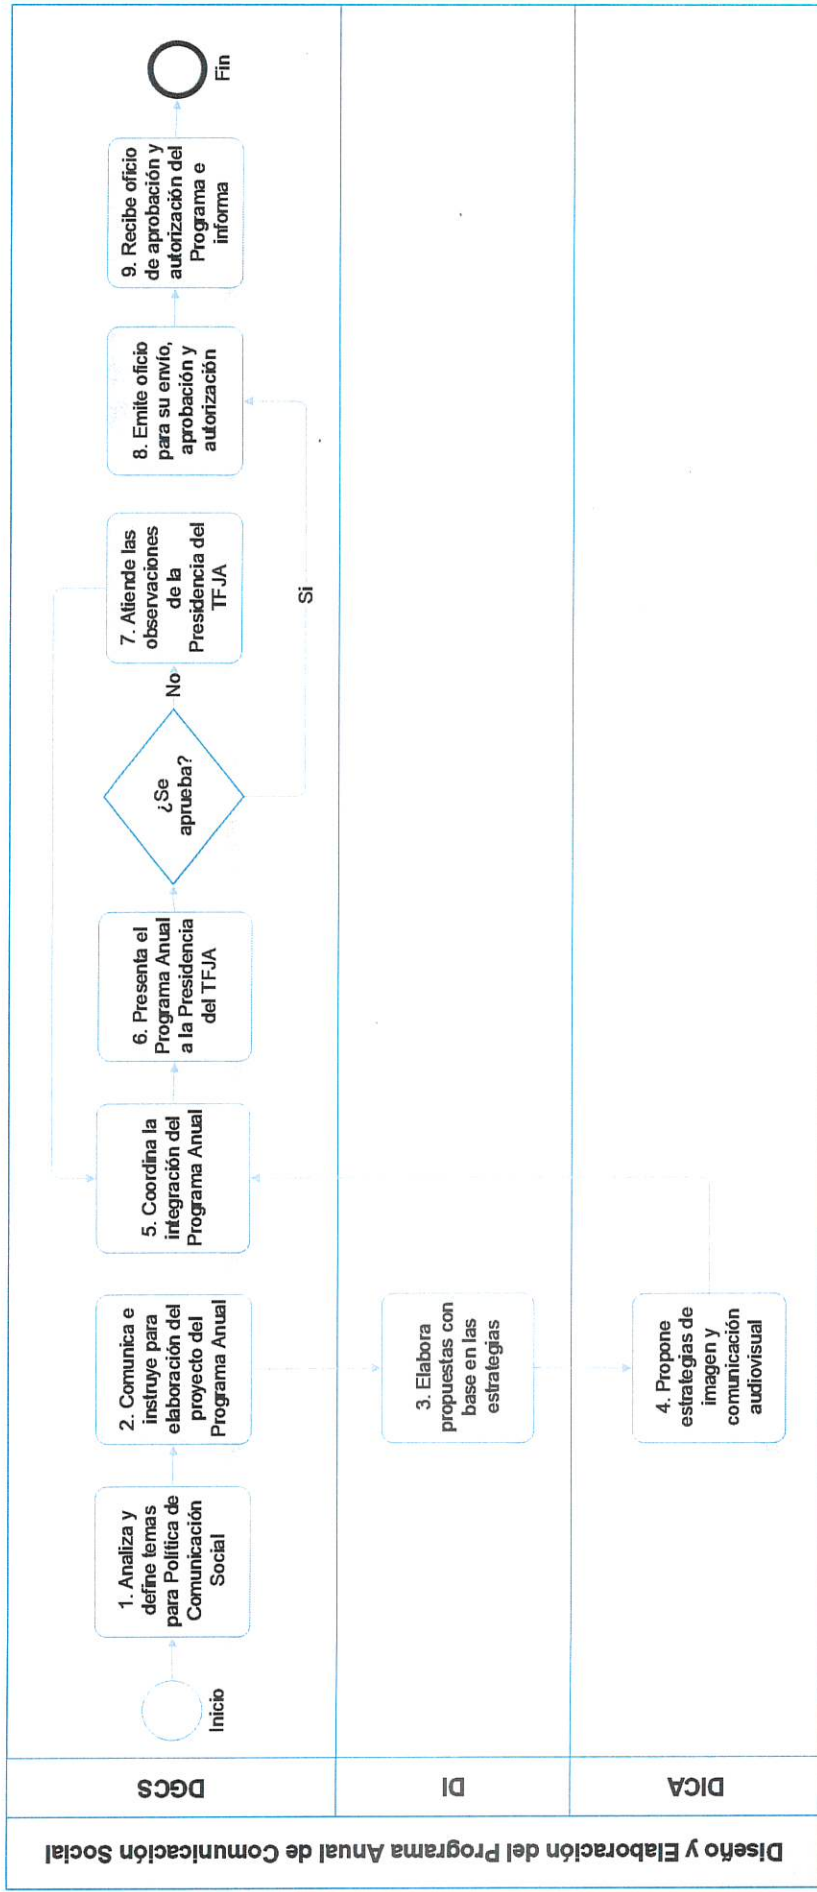 Diseño y Elaboración del Programa Anual de Comunicación Social
DGCS
Inicio
1. Analiza y
define temas
para Política de
Comunicación
Social
2. Comunica e
instruye para
elaboración del
proyecto del
Programa Anual
5. Coordina la
integración del
Programa Anual
6. Presenta el
Programa Anual
a la Presidencia
del TFJA
¿Se
aprueba?
No
Si
7. Atiende las
observaciones
de la
Presidencia del
TFJA
8. Emite oficio
para su envío,
aprobación y
autorización
9. Recibe oficio
de aprobación y
autorización del
Programa e
informa
Fin
DI
3. Elabora
propuestas con
base en las
estrategias
DICA
4. Propone
estrategias de
imagen y
comunicación
audiovisual